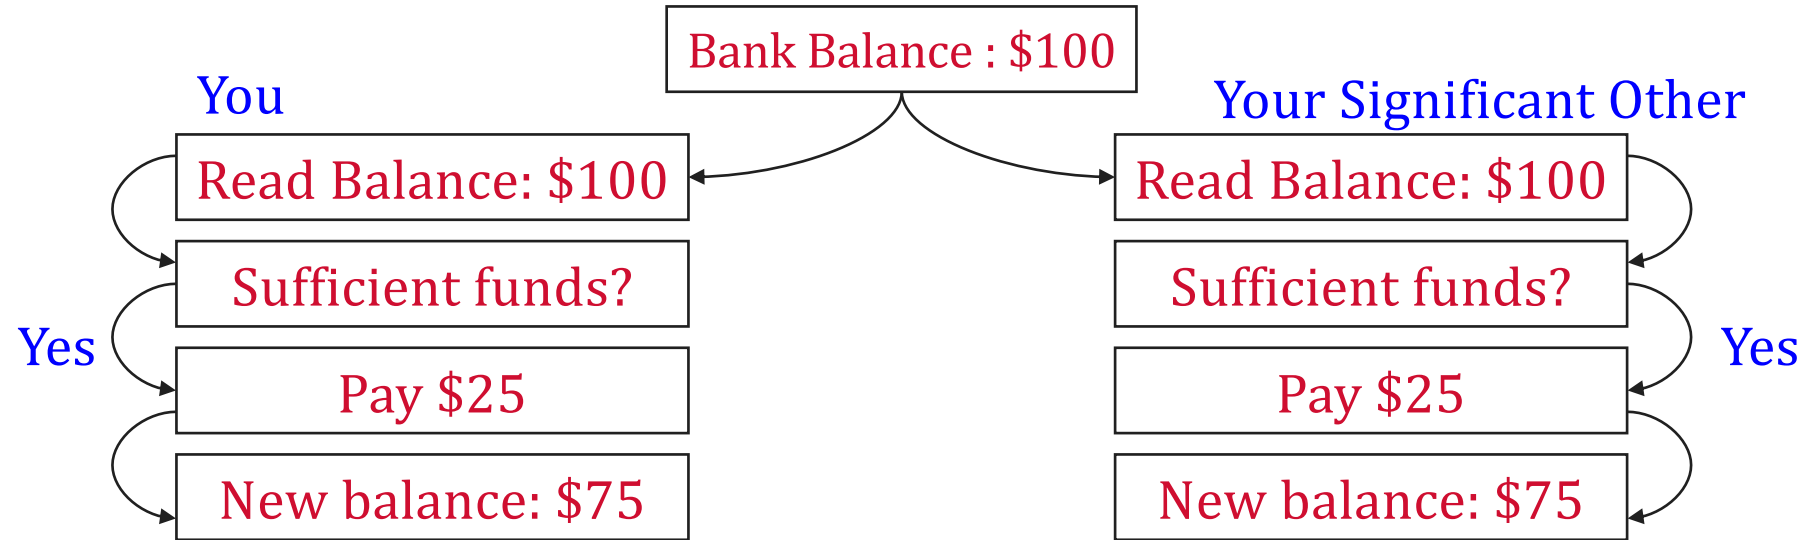 Bank Balance : $100
You
Your Significant Other
Read Balance: $100
Read Balance: $100
Sufficient funds?
Sufficient funds?
Yes
Yes
Pay $25
Pay $25
New balance: $75
New balance: $75